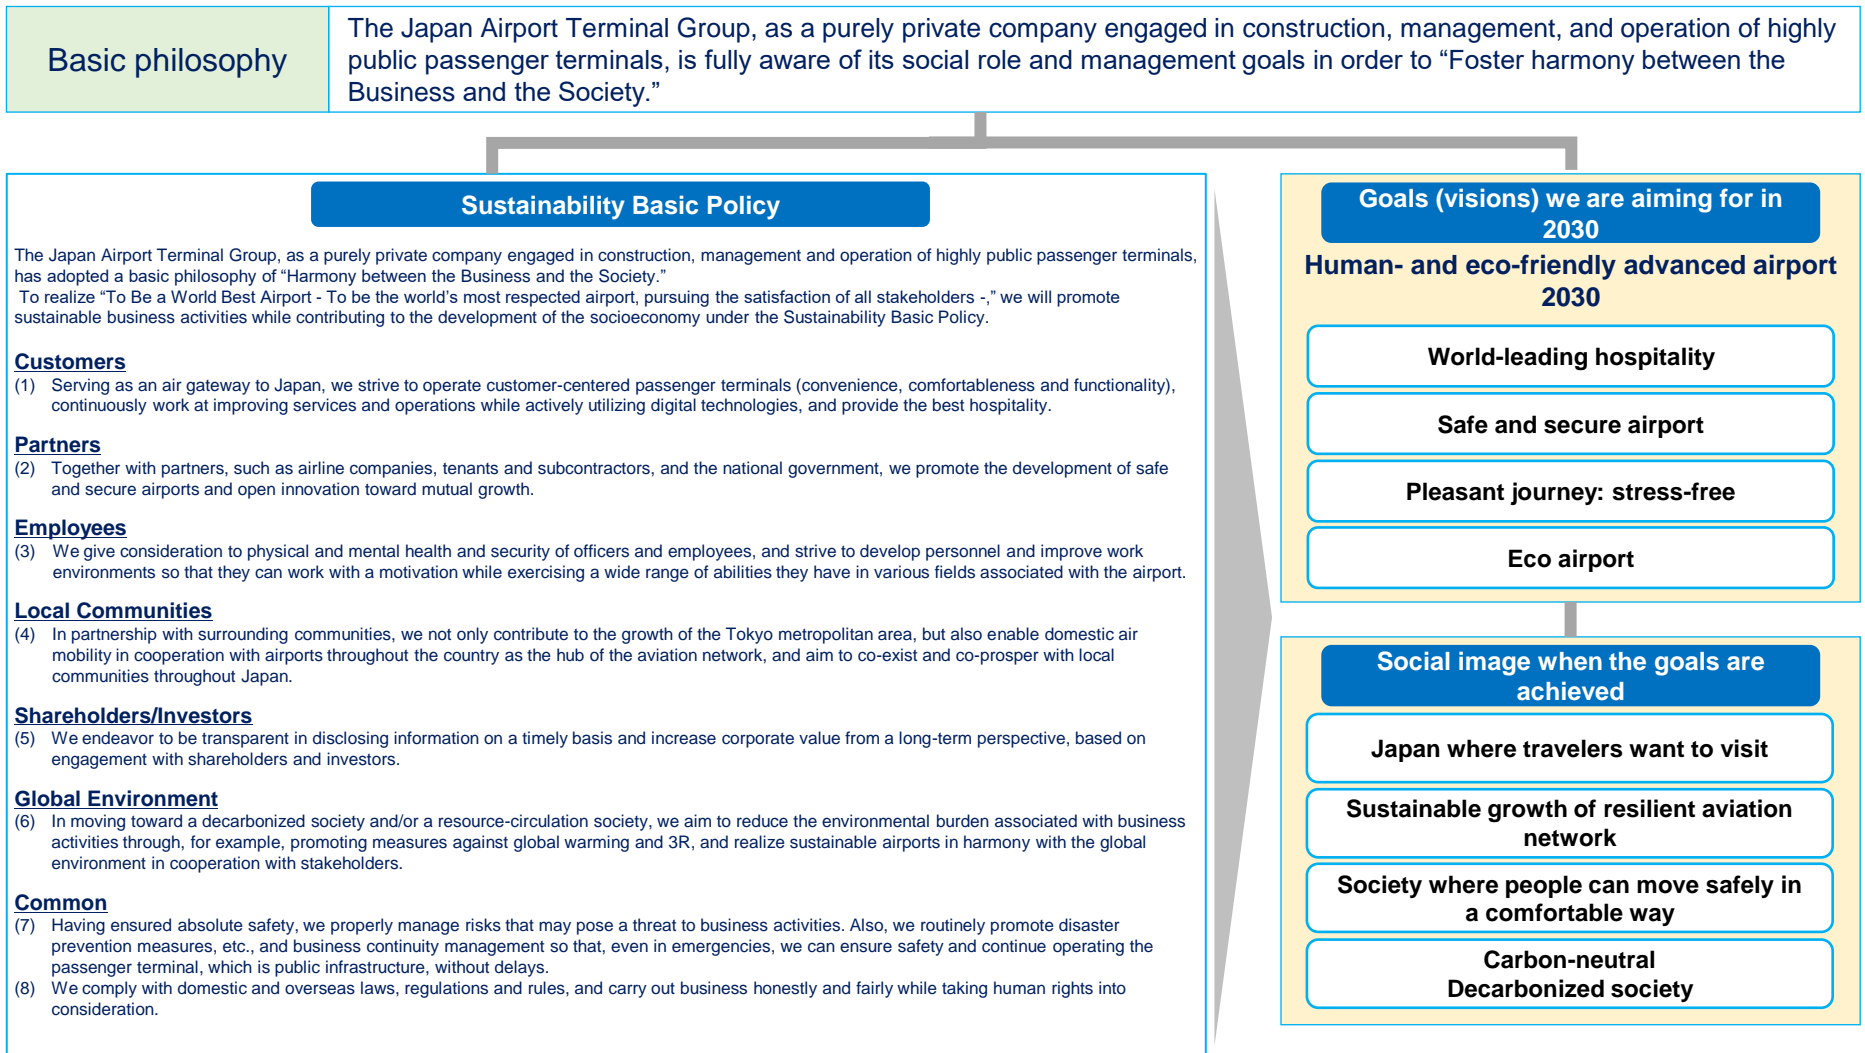 Basic philosophy
The Japan Airport Terminal Group, as a purely private company engaged in construction, management, and operation of highly
public passenger terminals, is fully aware of its social role and management goals in order to “Foster harmony between the
Business and the Society.”
Sustainability Basic Policy
The Japan Airport Terminal Group, as a purely private company engaged in construction, management and operation of highly public passenger terminals,
has adopted a basic philosophy of “Harmony between the Business and the Society.”
To realize “To Be a World Best Airport - To be the world’s most respected airport, pursuing the satisfaction of all stakeholders -,” we will promote
sustainable business activities while contributing to the development of the socioeconomy under the Sustainability Basic Policy.
Customers
(1) Serving as an air gateway to Japan, we strive to operate customer-centered passenger terminals (convenience, comfortableness and functionality),
continuously work at improving services and operations while actively utilizing digital technologies, and provide the best hospitality.
Partners
(2) Together with partners, such as airline companies, tenants and subcontractors, and the national government, we promote the development of safe
and secure airports and open innovation toward mutual growth.
Employees
(3) We give consideration to physical and mental health and security of officers and employees, and strive to develop personnel and improve work
environments so that they can work with a motivation while exercising a wide range of abilities they have in various fields associated with the airport.
Local Communities
(4) In partnership with surrounding communities, we not only contribute to the growth of the Tokyo metropolitan area, but also enable domestic air
mobility in cooperation with airports throughout the country as the hub of the aviation network, and aim to co-exist and co-prosper with local
communities throughout Japan.
Shareholders/Investors
(5) We endeavor to be transparent in disclosing information on a timely basis and increase corporate value from a long-term perspective, based on
engagement with shareholders and investors.
Global Environment
(6) In moving toward a decarbonized society and/or a resource-circulation society, we aim to reduce the environmental burden associated with business
activities through, for example, promoting measures against global warming and 3R, and realize sustainable airports in harmony with the global
environment in cooperation with stakeholders.
Common
(7) Having ensured absolute safety, we properly manage risks that may pose a threat to business activities. Also, we routinely promote disaster
prevention measures, etc., and business continuity management so that, even in emergencies, we can ensure safety and continue operating the
passenger terminal, which is public infrastructure, without delays.
(8) We comply with domestic and overseas laws, regulations and rules, and carry out business honestly and fairly while taking human rights into
consideration.
Goals (visions) we are aiming for in
2030
Human- and eco-friendly advanced airport
2030
World-leading hospitality
Safe and secure airport
Pleasant journey: stress-free
Eco airport
Social image when the goals are
achieved
Japan where travelers want to visit
Sustainable growth of resilient aviation
network
Society where people can move safely in
a comfortable way
Carbon-neutral
Decarbonized society